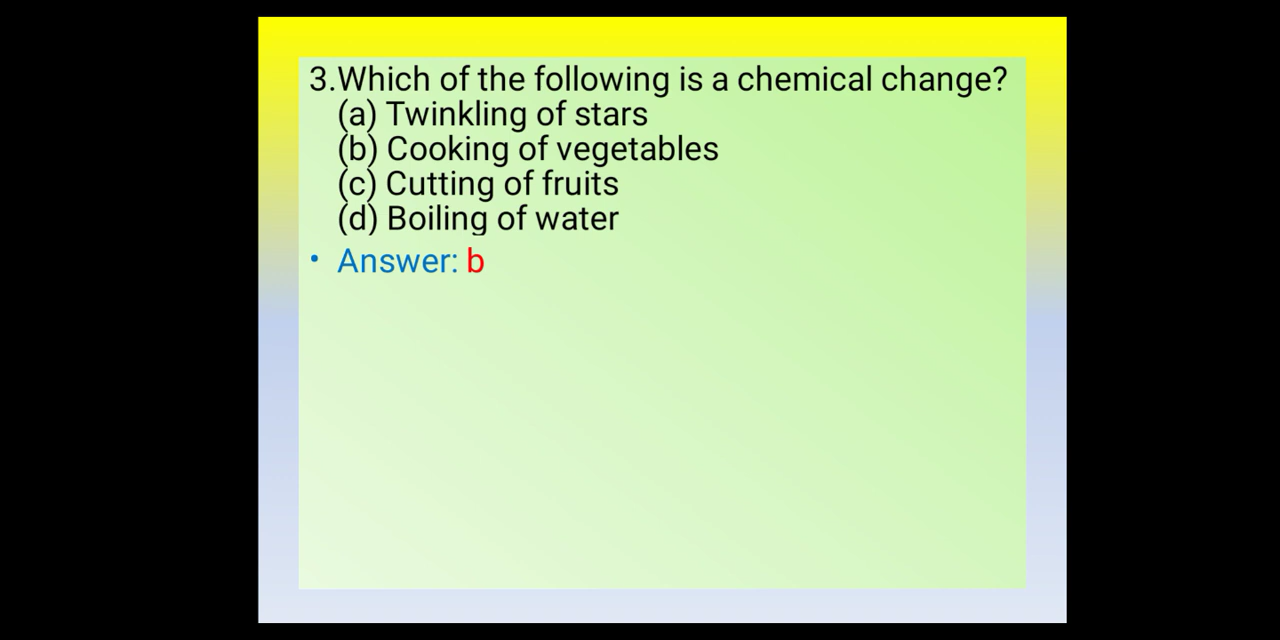 3.Which of the following is a chemical change?
(a) Twinkling of stars
(b) Cooking of vegetables
(c) Cutting of fruits
(d) Boiling of water
• Answer: b